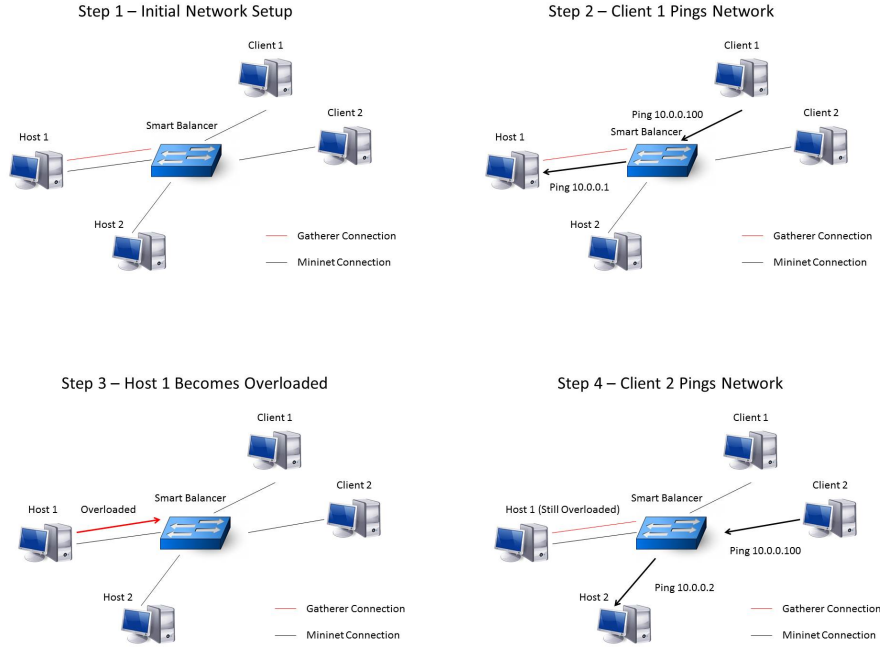 Step 1 – Initial Network Setup
Client 1
Client 2
Smart Balancer
Host 1
Host 2
Gatherer Connection
Mininet Connection
Step 2 – Client 1 Pings Network
Client 1
Ping 10.0.0.100
Client 2
Smart Balancer
Host 1
Ping 10.0.0.1
Host 2
Gatherer Connection
Mininet Connection
Step 3 – Host 1 Becomes Overloaded
Client 1
Client 2
Smart Balancer
Host 1
Overloaded
Host 2
Gatherer Connection
Mininet Connection
Step 4 – Client 2 Pings Network
Client 1
Client 2
Smart Balancer
Host 1 (Still Overloaded)
Ping 10.0.0.100
Ping 10.0.0.2
Host 2
Gatherer Connection
Mininet Connection